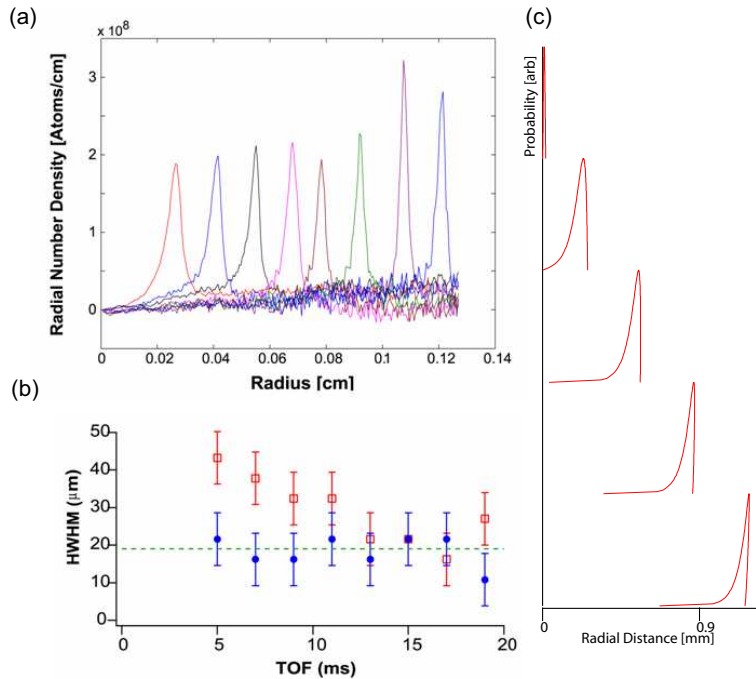 (a)
x 10⁸
Radial Number Density [Atoms/cm]
3
2
1
0
0
0.02
0.04
0.06
0.08
0.1
0.12
0.14
Radius [cm]
(b)
HWHM (μm)
50
40
30
20
10
0
0
5
10
15
20
TOF (ms)
(c)
Probability [arb]
0
0.9
Radial Distance [mm]